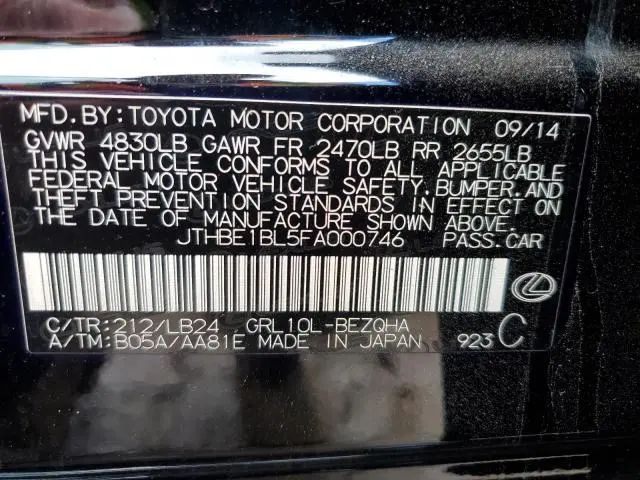 MFD.BY:TOYOTA MOTOR CORPORATION 09/14
GVWR 4830LB GAWR FR 2470LB RR 2655LB
THIS VEHICLE CONFORMS TO ALL APPLICABLE
FEDERAL MOTOR VEHICLE SAFETY,BUMPER,AND
THEFT PREVENTION STANDARDS IN EFFECT ON
THE DATE OF MANUFACTURE SHOWN ABOVE.
JTHBE1BL5FA000746 PASS.CAR
C/TR:212/LB24 GRL10L-BEZQHA
A/TM:B05A/AA81E MADE IN JAPAN 923 C